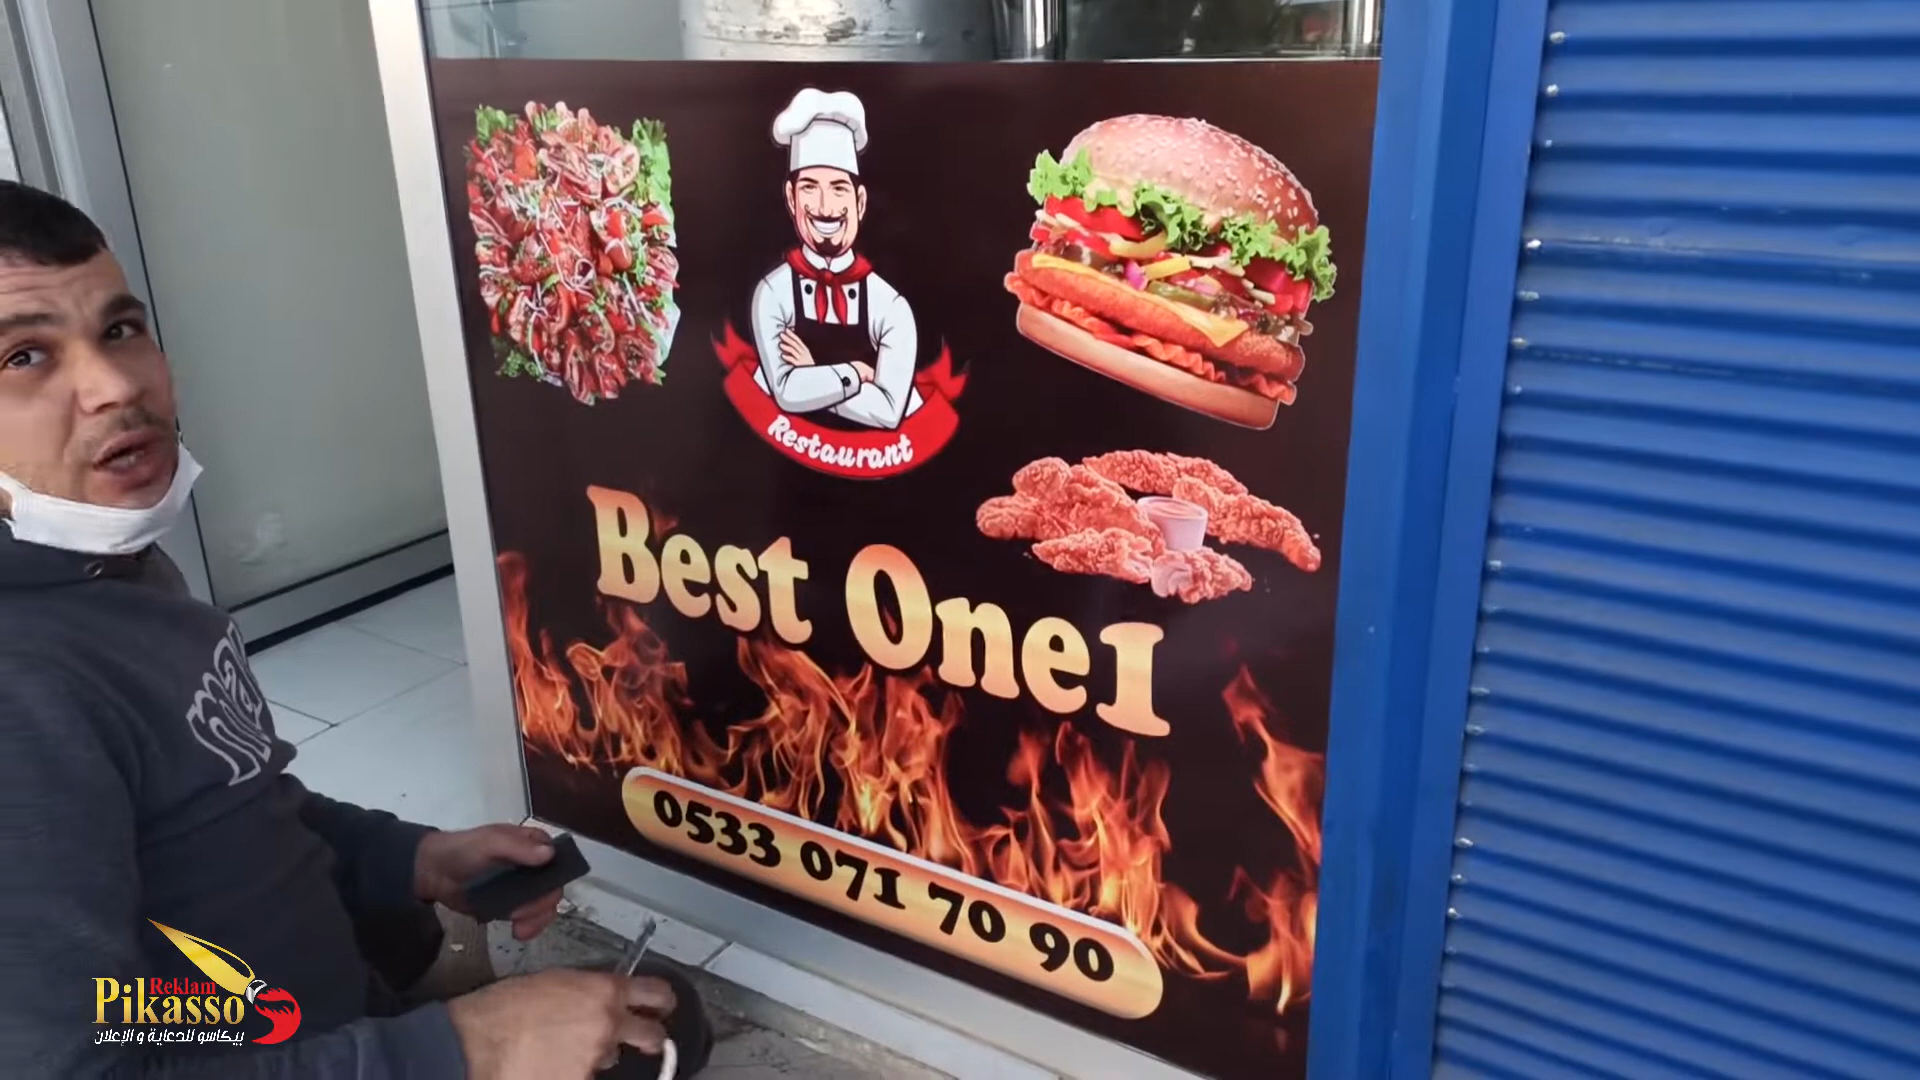 Restaurant
Best One1
0533 071 70 90
Reklam
Pikasso
بيكاسو للدعاية و الإعلان